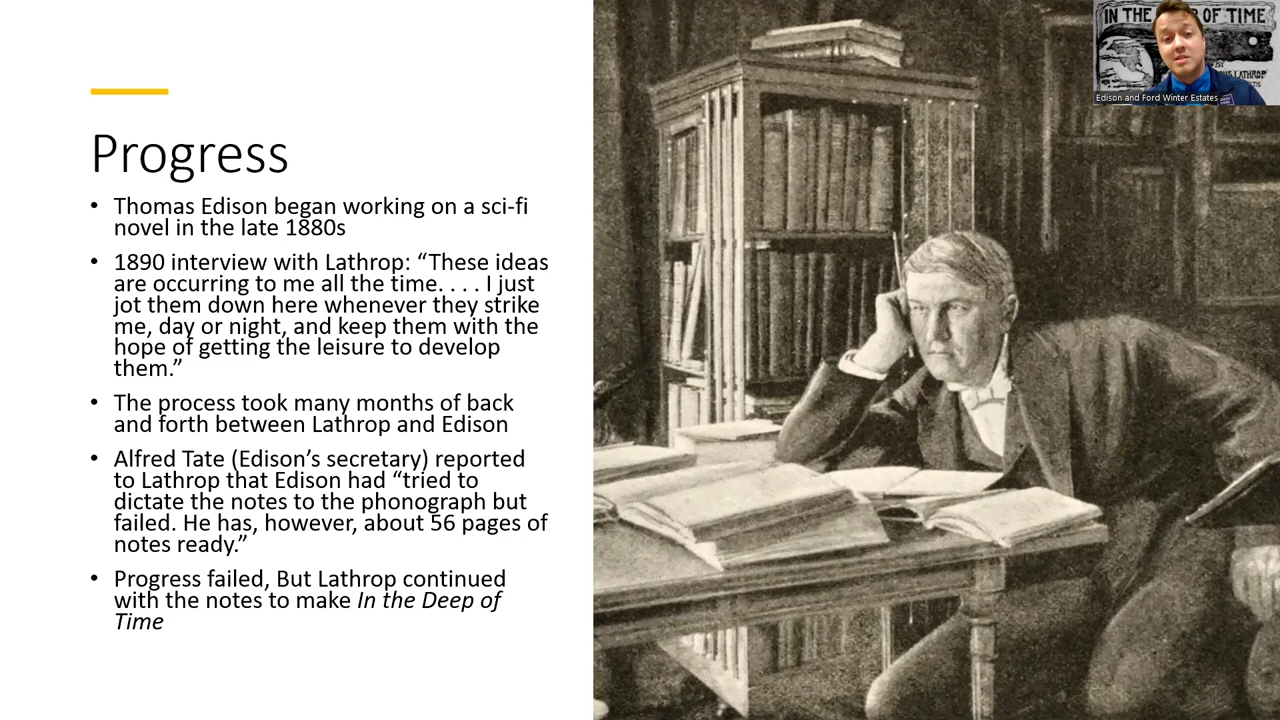 Progress
• Thomas Edison began working on a sci-fi
novel in the late 1880s
• 1890 interview with Lathrop: “These ideas
are occurring to me all the time. . . . I just
jot them down here whenever they strike
me, day or night, and keep them with the
hope of getting the leisure to develop
them.”
• The process took many months of back
and forth between Lathrop and Edison
• Alfred Tate (Edison’s secretary) reported
to Lathrop that Edison had “tried to
dictate the notes to the phonograph but
failed. He has, however, about 56 pages of
notes ready.”
• Progress failed, But Lathrop continued
with the notes to make In the Deep of
Time
IN THE OF TIME
LATHROP
Edison and Ford Winter Estates